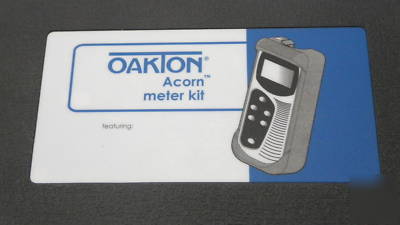 OAKTON®
Acorn™
meter kit
featuring: